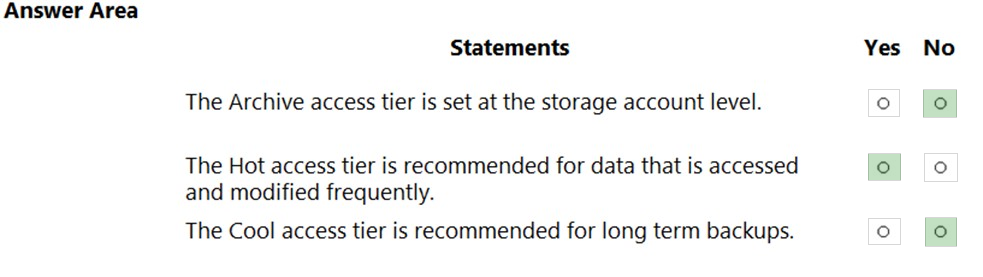 Answer Area
Statements Yes No
The Archive access tier is set at the storage account level.
The Hot access tier is recommended for data that is accessed
and modified frequently.
The Cool access tier is recommended for long term backups.